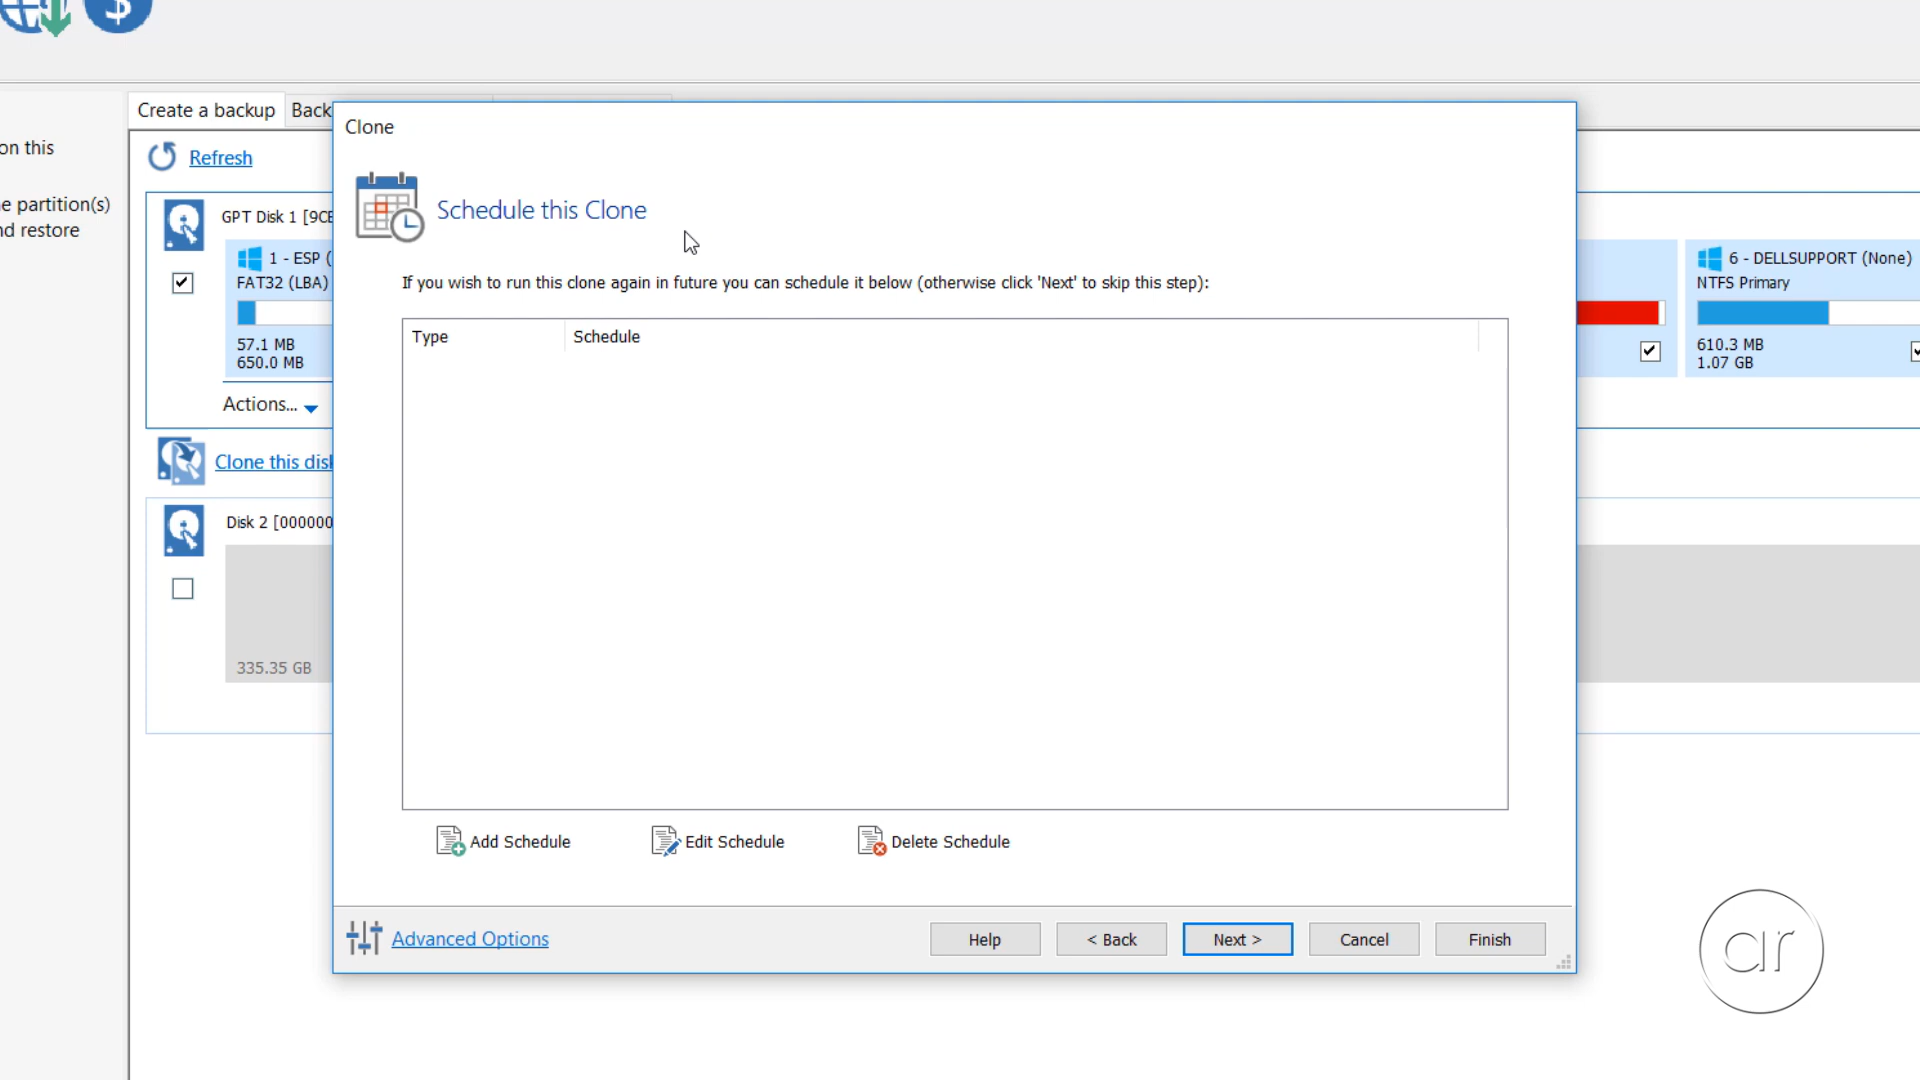 $
Create a backup
Back
on this
e partition(s)
nd restore
Refresh
GPT Disk 1 [9CE
1 - ESP (
FAT32 (LBA)
57.1 MB
650.0 MB
Actions...
Clone this disk
Disk 2 [000000
335.35 GB
6 - DELLSUPPORT (None)
NTFS Primary
610.3 MB
1.07 GB
Clone
Schedule this Clone
If you wish to run this clone again in future you can schedule it below (otherwise click 'Next' to skip this step):
Type
Schedule
Add Schedule
Edit Schedule
Delete Schedule
Advanced Options
Help
< Back
Next >
Cancel
Finish
ar